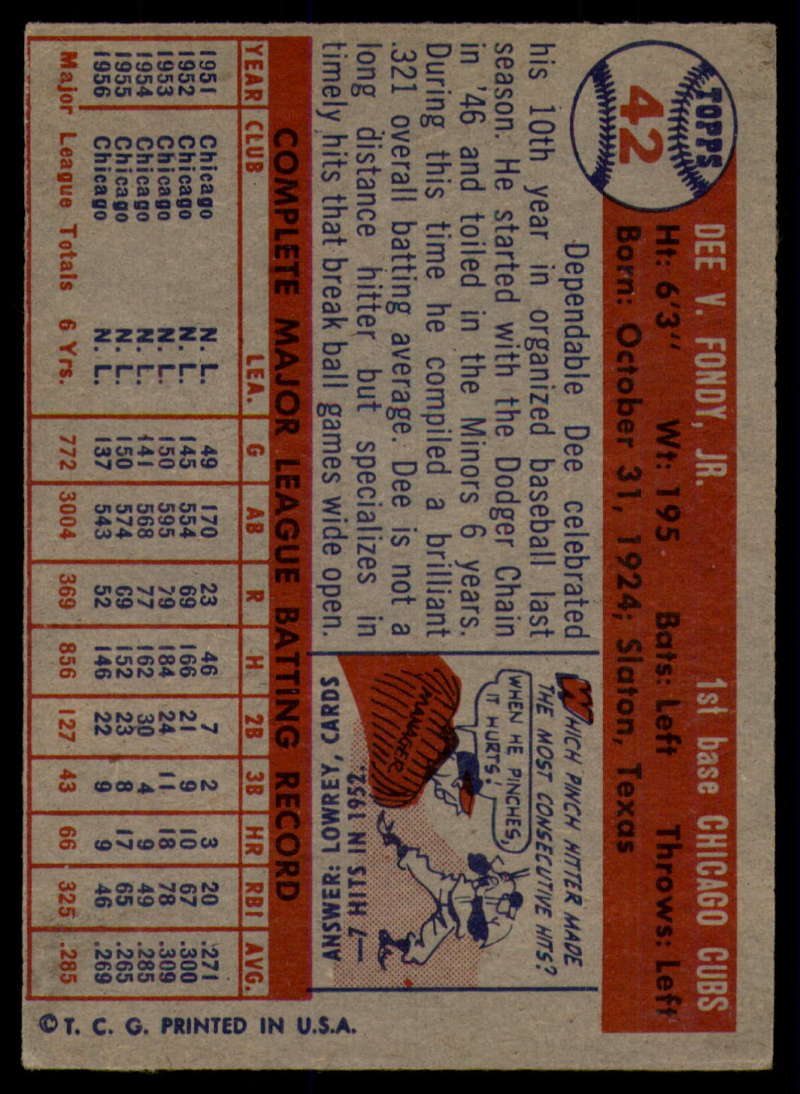 TOPPS
42
DEE V. FONDY, JR. 1st base CHICAGO CUBS
Ht: 6'3" Wt: 195 Bats: Left Throws: Left
Born: October 31, 1924; Slaton, Texas
Dependable Dee celebrated
his 10th year in organized baseball last
season. He started with the Dodger Chain
in '46 and toiled in the Minors 6 years.
During this time he compiled a brilliant
.321 overall batting average. Dee is not a
long distance hitter but specializes in
timely hits that break ball games wide open.
WHICH PINCH HITTER MADE
THE MOST CONSECUTIVE HITS?
WHEN HE PINCHES,
IT HURTS!
MANAGER
ANSWER: LOWREY, CARDS
—7 HITS IN 1952.
COMPLETE MAJOR LEAGUE BATTING RECORD
YEAR CLUB LEA. G AB R H 2B 3B HR RBI AVG.
1951 Chicago N. L. 49 170 23 46 7 2 3 20 .271
1952 Chicago N. L. 145 554 69 166 21 9 10 67 .300
1953 Chicago N. L. 150 595 79 184 24 11 18 78 .309
1954 Chicago N. L. 141 568 77 162 30 4 9 49 .285
1955 Chicago N. L. 150 574 69 152 23 8 17 65 .265
1956 Chicago N. L. 137 543 52 146 22 9 9 46 .269
Major League Totals 6 Yrs. 772 3004 369 856 127 43 66 325 .285
© T. C. G. PRINTED IN U.S.A.